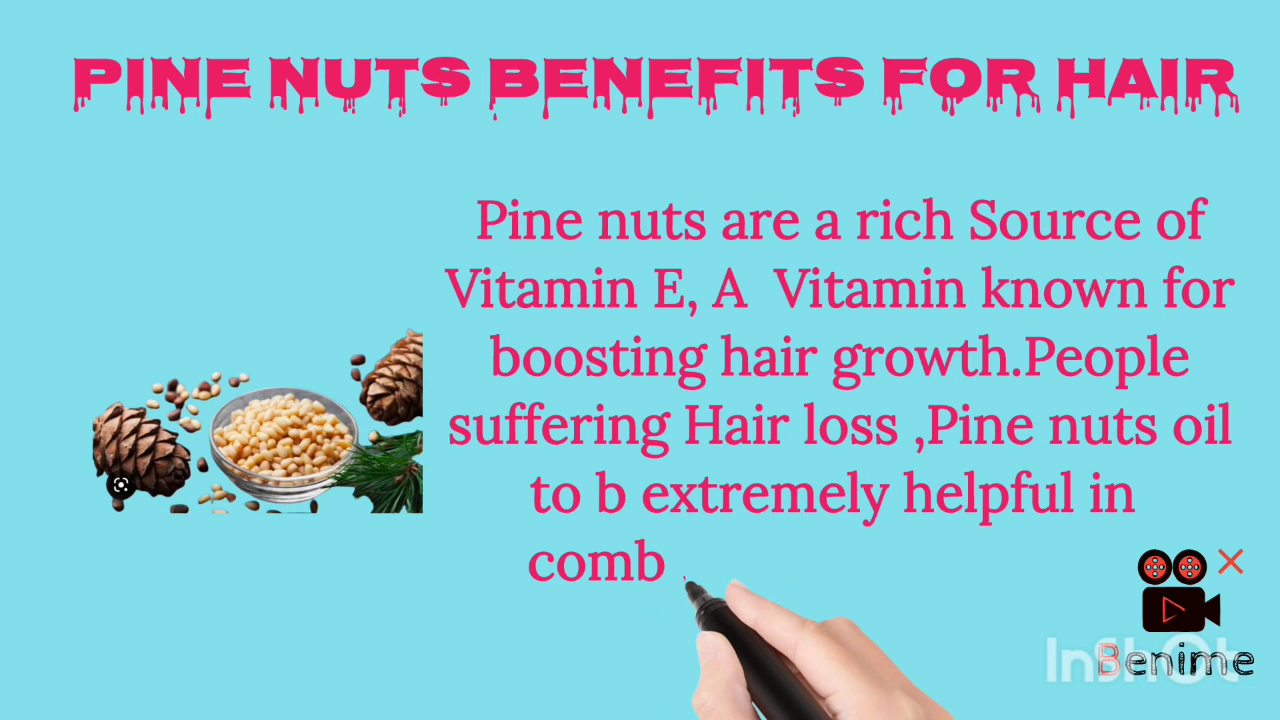 PINE NUTS BENEFITS FOR HAIR
Pine nuts are a rich Source of
Vitamin E, A Vitamin known for
boosting hair growth.People
suffering Hair loss ,Pine nuts oil
to b extremely helpful in
comb
InShOt
Benime